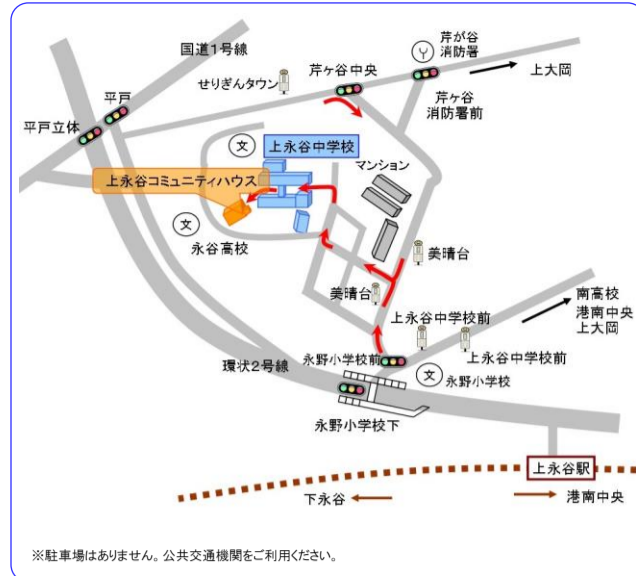 国道1号線
芹が谷
消防署
芹ヶ谷中央
上大岡
せりぎんタウン
平戸
芹ヶ谷
消防署前
平戸立体
文
上永谷中学校
マンション
上永谷コミュニティハウス
文
永谷高校
美晴台
美晴台
南高校
港南中央
上大岡
上永谷中学校前
永野小学校前
上永谷中学校前
環状2号線
文
永野小学校
永野小学校下
上永谷駅
下永谷
港南中央
※駐車場はありません。公共交通機関をご利用ください。